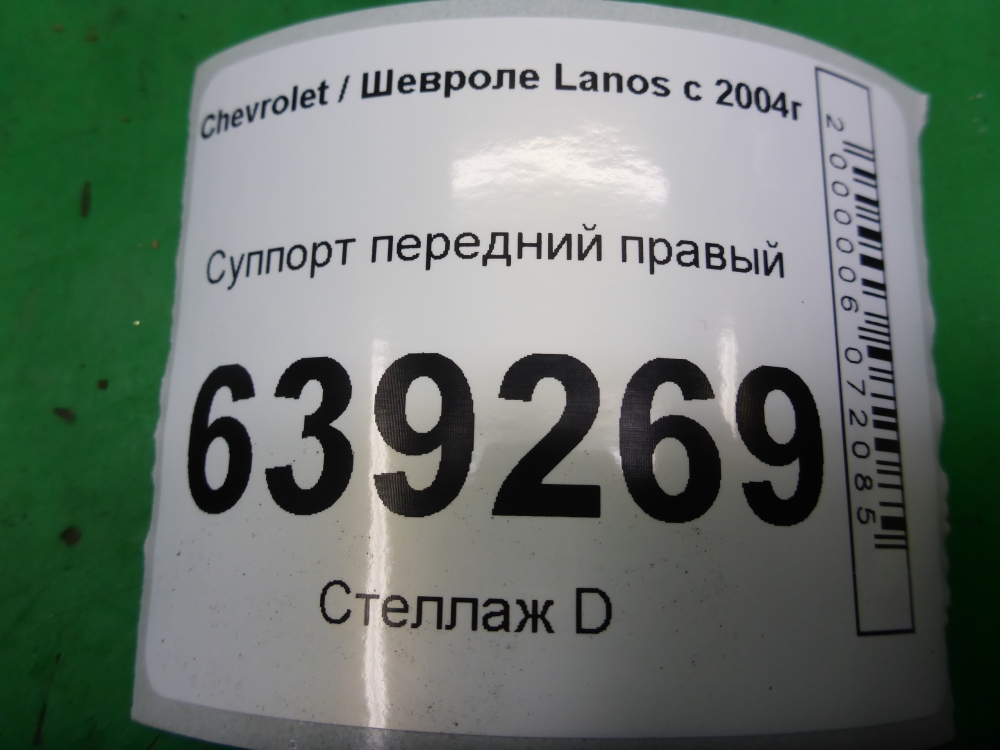 Chevrolet / Шевроле Lanos с 2004г
Суппорт передний правый
639269
Стеллаж D
2000006072085